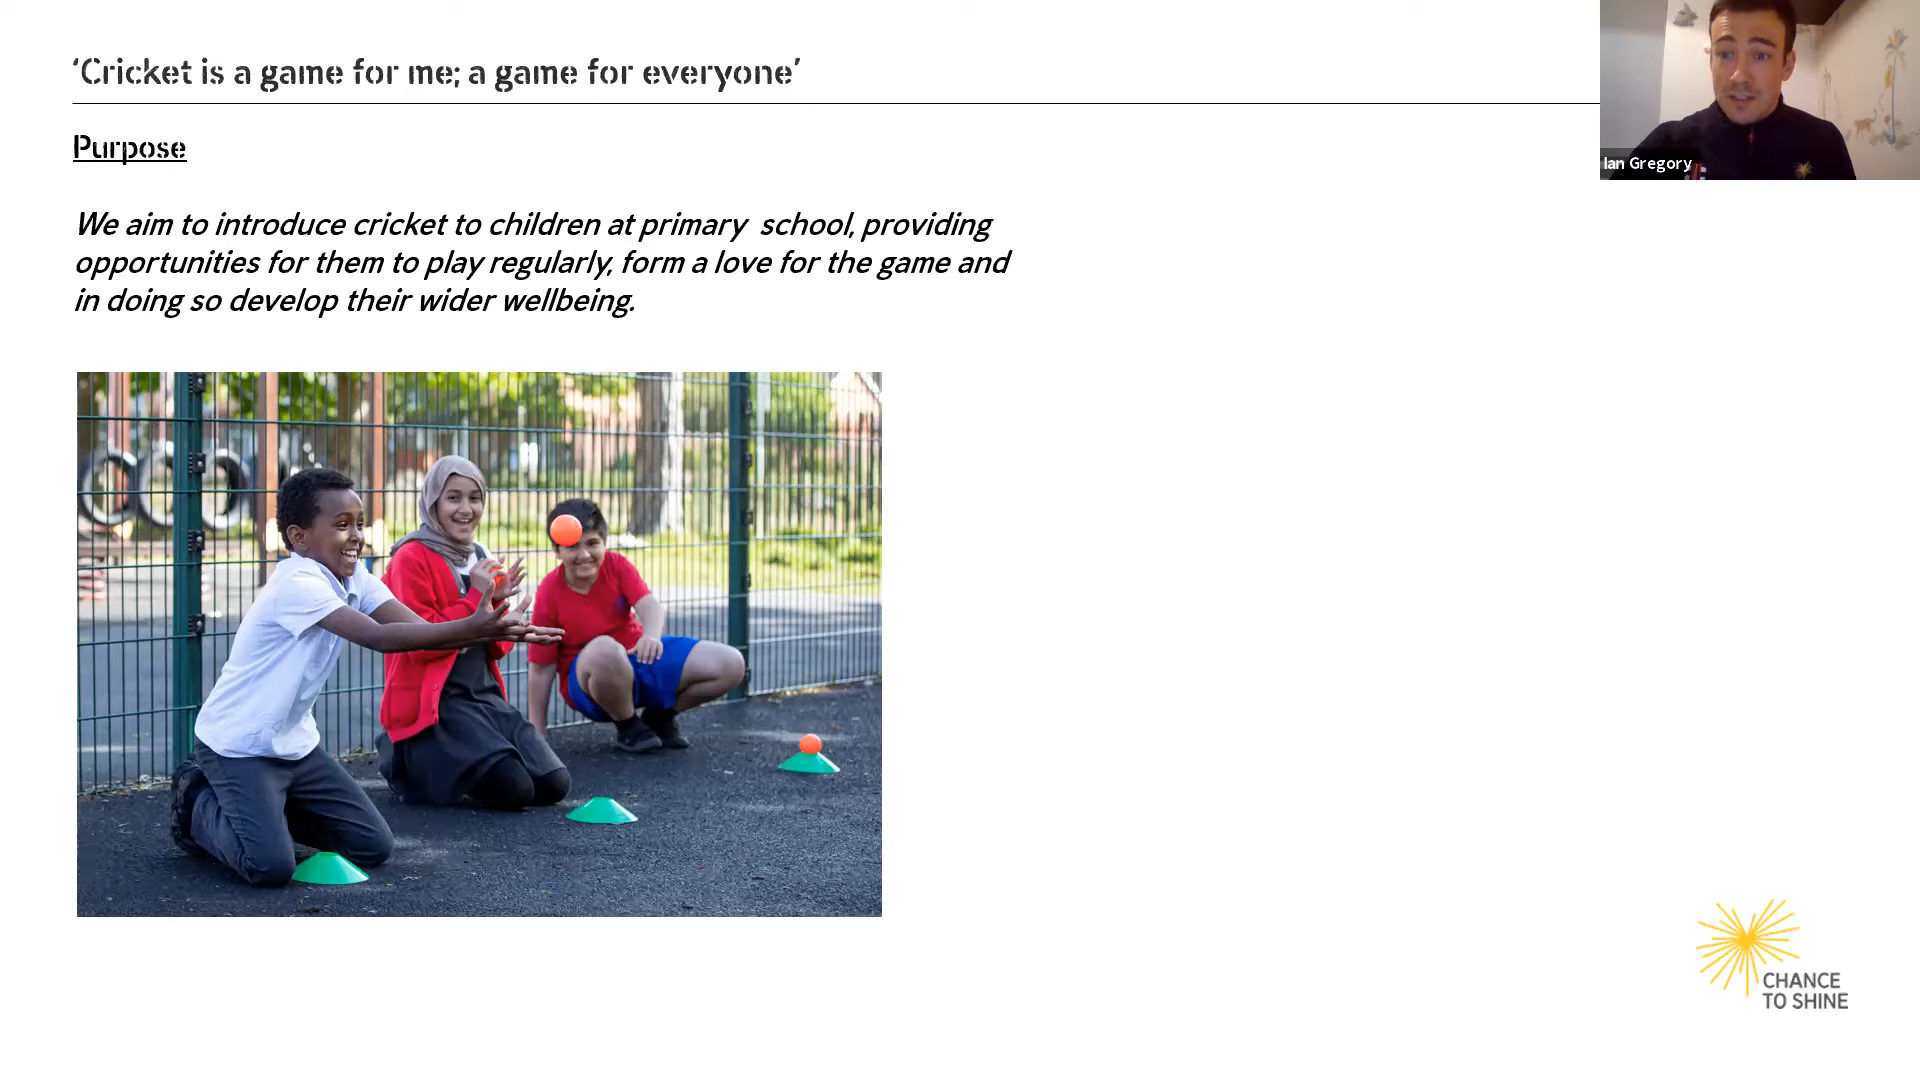 ‘Cricket is a game for me; a game for everyone’
Purpose
We aim to introduce cricket to children at primary school, providing
opportunities for them to play regularly, form a love for the game and
in doing so develop their wider wellbeing.
Ian Gregory
CHANCE
TO SHINE